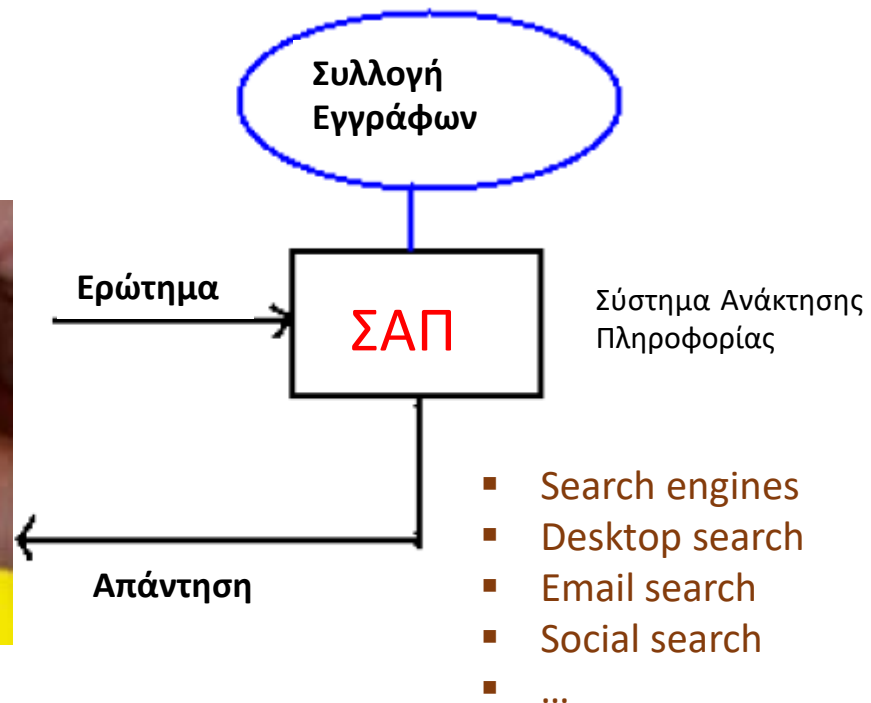 Συλλογή
Εγγράφων
Ερώτημα
ΣΑΠ
Σύστημα Ανάκτησης
Πληροφορίας
Απάντηση
▪ Search engines
▪ Desktop search
▪ Email search
▪ Social search
▪ ...